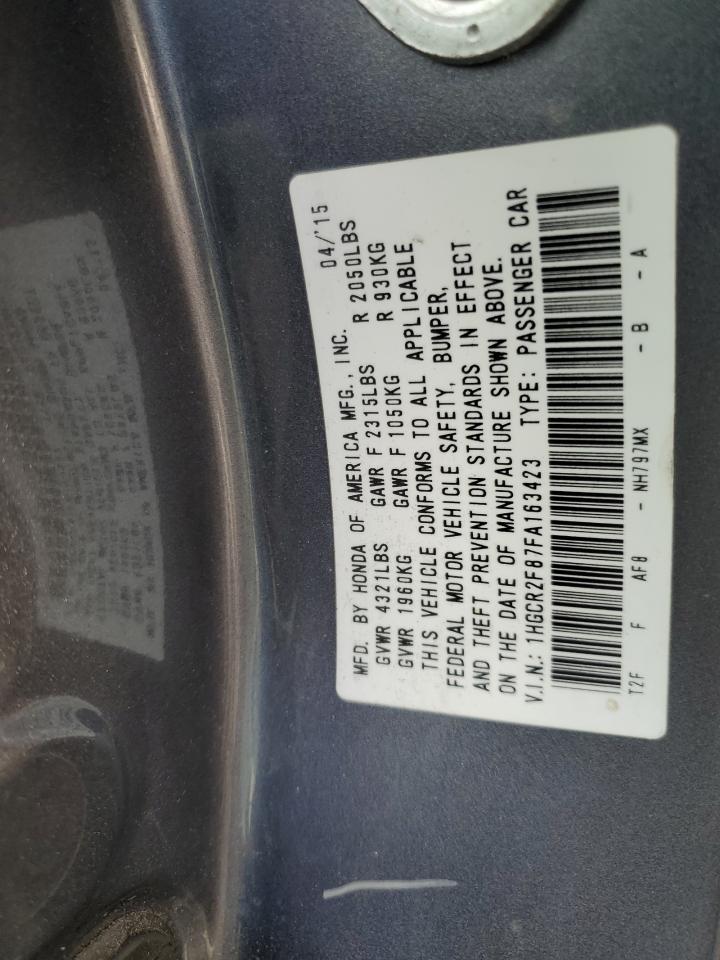 MFD. BY HONDA OF AMERICA MFG., INC. 04/'15
GVWR 4321LBS GAWR F 2315LBS R 2050LBS
GVWR 1960KG GAWR F 1050KG R 930KG
THIS VEHICLE CONFORMS TO ALL APPLICABLE
FEDERAL MOTOR VEHICLE SAFETY, BUMPER,
AND THEFT PREVENTION STANDARDS IN EFFECT
ON THE DATE OF MANUFACTURE SHOWN ABOVE.
V.I.N.: 1HGCR2F87FA163423 TYPE: PASSENGER CAR
T2F F AF8 - NH797MX - B - A